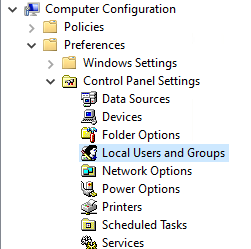 Computer Configuration
Policies
Preferences
Windows Settings
Control Panel Settings
Data Sources
Devices
Folder Options
Local Users and Groups
Network Options
Power Options
Printers
Scheduled Tasks
Services